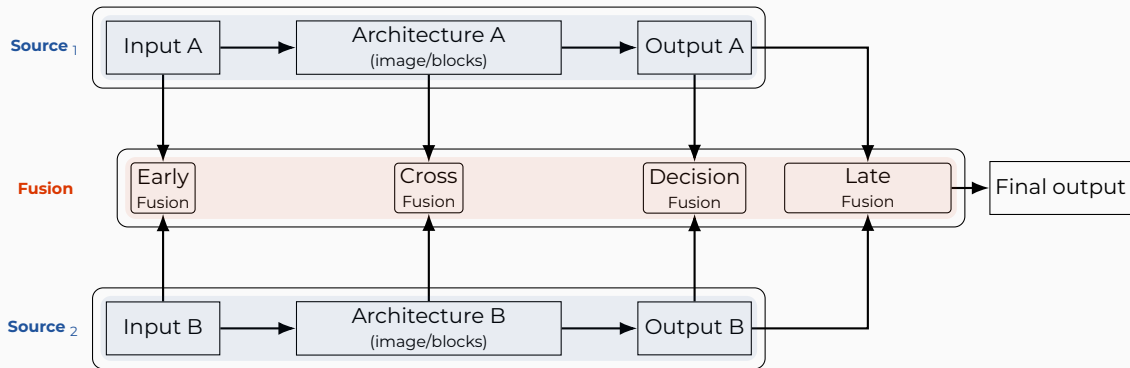 Source 1
Input A
Architecture A
(image/blocks)
Output A
Fusion
Early
Fusion
Cross
Fusion
Decision
Fusion
Late
Fusion
Final output
Source 2
Input B
Architecture B
(image/blocks)
Output B